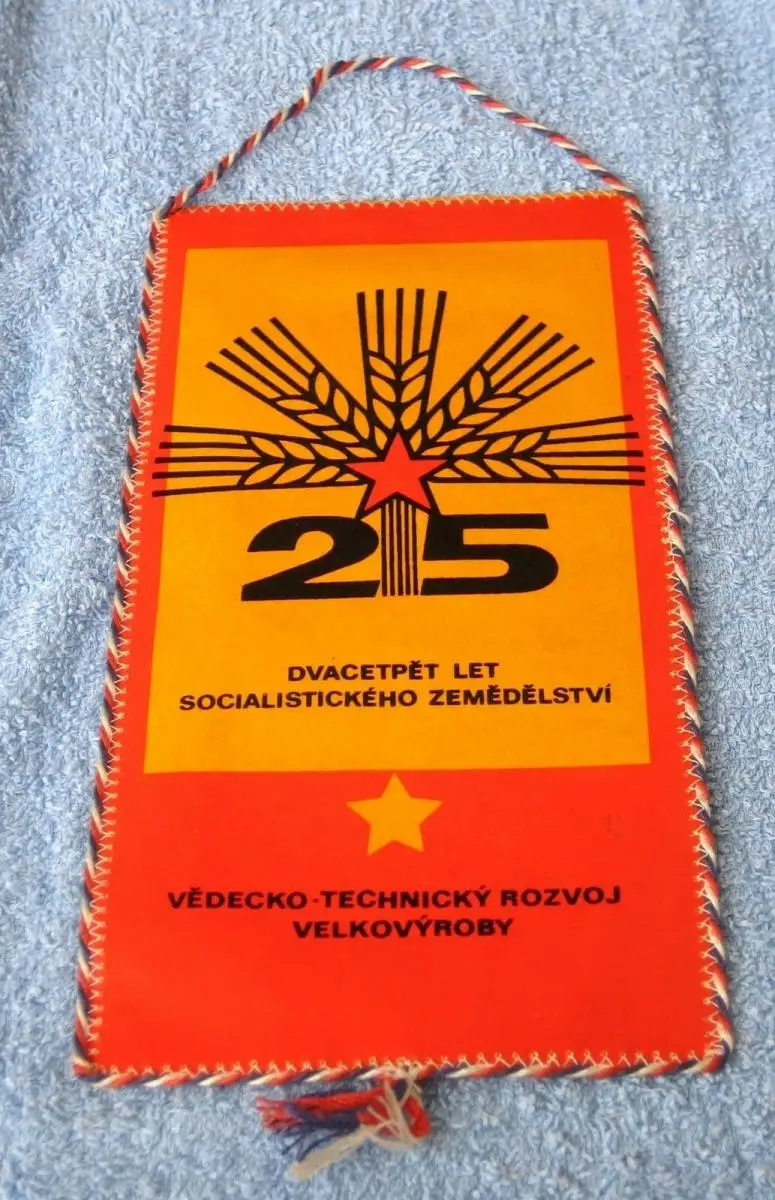 25
DVACETPĚT LET
SOCIALISTICKÉHO ZEMĚDĚLSTVÍ
VĚDECKO-TECHNICKÝ ROZVOJ
VELKOVÝROBY